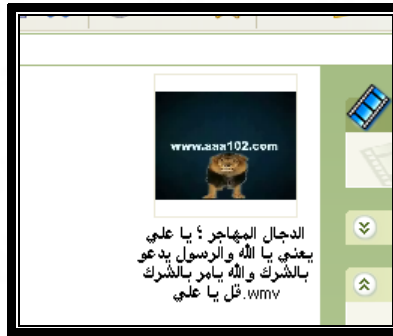 www.aaa102.com
الدجال المهاجر ؛ يا علي
يعني يا الله والرسول يدعو
بالشرك والله يامر بالشرك
قل يا علي.wmv